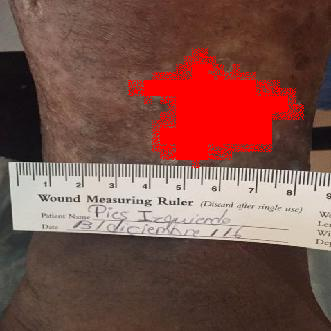 1 2 3 4 5 6 7 8 9
Wound Measuring Ruler (Discard after single use)
Patient Name Pies Izquierdo
Date 13/diciembre/16